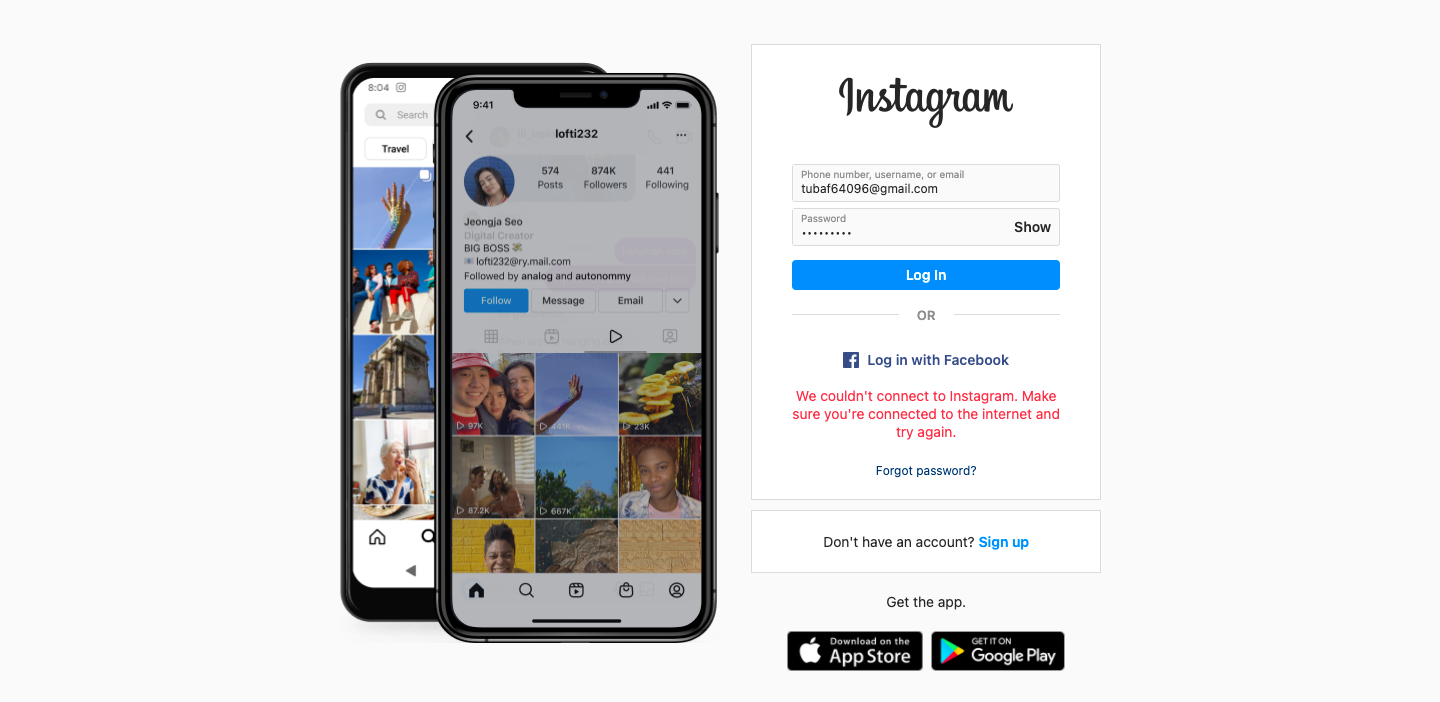 8:04
Search
Travel
9:41
lofti232
574
874K
441
Posts
Followers
Following
Jeongja Seo
Digital Creator
BIG BOSS 💸
📧 lofti232@ry.mail.com
Followed by analog and autonommy
Follow
Message
Email
97K
441K
23K
87.2K
667K
Instagram
Phone number, username, or email
tubaf64096@gmail.com
Password
•••••••••
Show
Log In
OR
Log in with Facebook
We couldn't connect to Instagram. Make
sure you're connected to the internet and
try again.
Forgot password?
Don't have an account? Sign up
Get the app.
Download on the
App Store
GET IT ON
Google Play